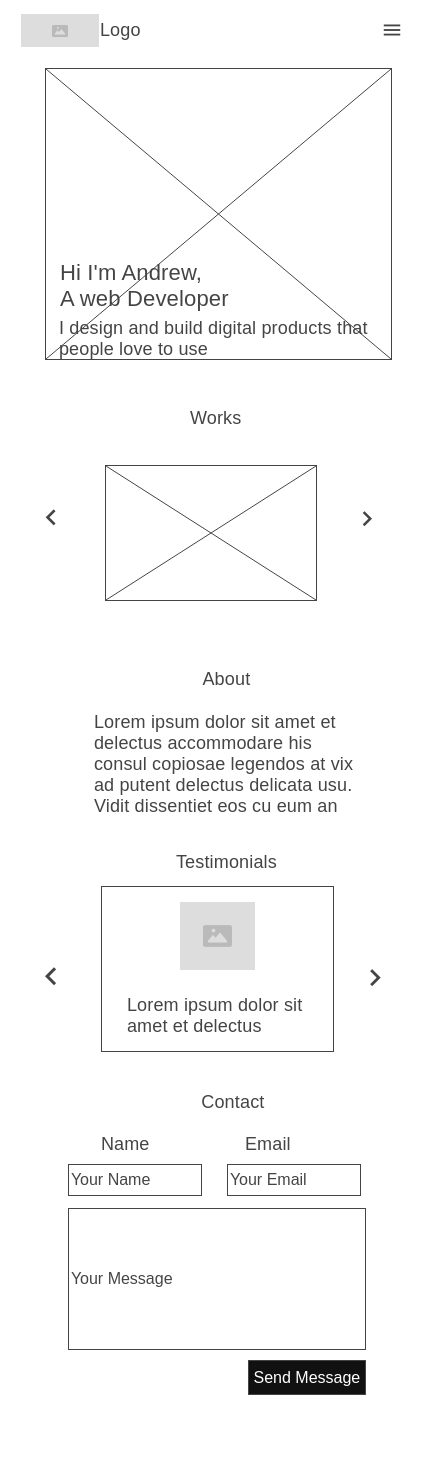 Logo
Hi I'm Andrew,
A web Developer
I design and build digital products that
people love to use
Works
About
Lorem ipsum dolor sit amet et
delectus accommodare his
consul copiosae legendos at vix
ad putent delectus delicata usu.
Vidit dissentiet eos cu eum an
Testimonials
Lorem ipsum dolor sit
amet et delectus
Contact
Name Email
Your Name Your Email
Your Message
Send Message